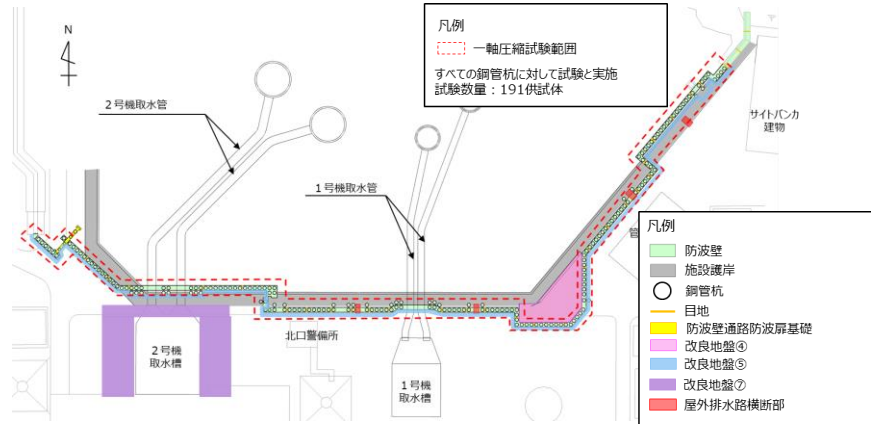 N
凡例
一軸圧縮試験範囲
すべての鋼管杭に対して試験と実施
試験数量：191供試体
2号機取水管
1号機取水管
サイトバンカ
建物
管
凡例
防波壁
施設護岸
鋼管杭
目地
防波壁通路防波扉基礎
改良地盤④
改良地盤⑤
改良地盤⑦
屋外排水路横断部
北口警備所
2号機
取水槽
1号機
取水槽